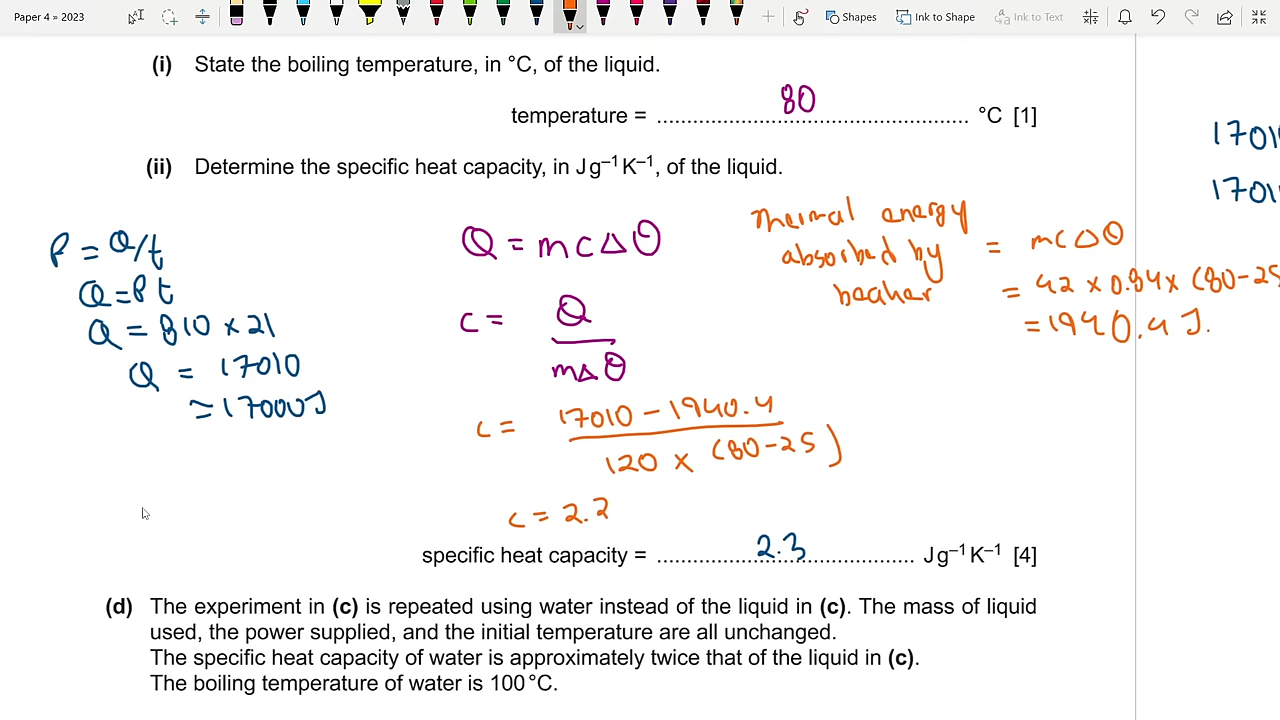 Paper 4 » 2023
Shapes
Ink to Shape
Ink to Text
(i) State the boiling temperature, in °C, of the liquid.
80
temperature = .................................................... °C [1]
(ii) Determine the specific heat capacity, in J g⁻¹ K⁻¹, of the liquid.
P = Q/t
Q = P t
Q = 810 × 21
Q = 17010
≈ 17000J
Q = mcΔθ
c = Q / mΔθ
c = 17010 - 1940.4 / 120 × (80-25)
c = 2.2
Thermal energy
absorbed by
beaker
= mcΔθ
= 42 × 0.84 × (80-25
= 1940.4 J.
1701
1701
2.3
specific heat capacity = ........................................... J g⁻¹ K⁻¹ [4]
(d) The experiment in (c) is repeated using water instead of the liquid in (c). The mass of liquid
used, the power supplied, and the initial temperature are all unchanged.
The specific heat capacity of water is approximately twice that of the liquid in (c).
The boiling temperature of water is 100 °C.